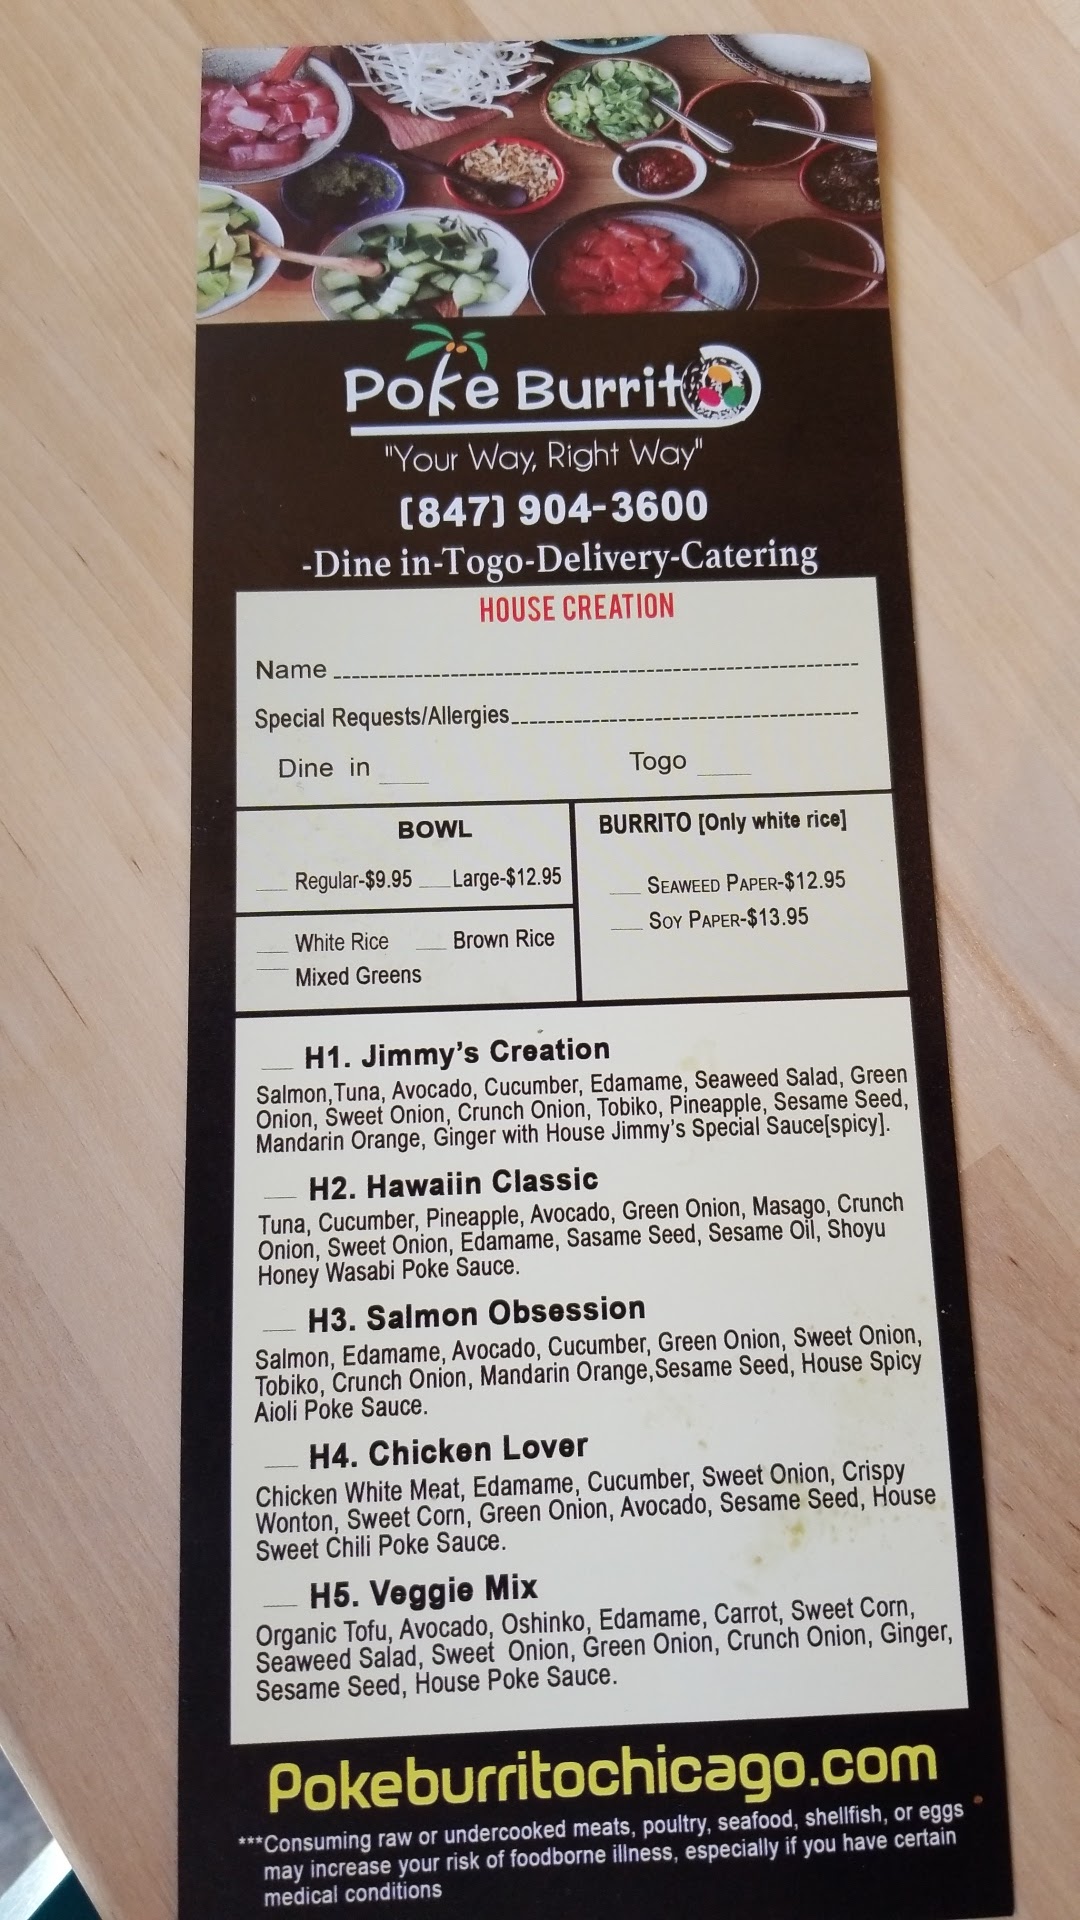 Poke Burrito
"Your Way, Right Way"
(847) 904-3600
-Dine in-Togo-Delivery-Catering
HOUSE CREATION
Name
Special Requests/Allergies
Dine in Togo
BOWL
Regular-$9.95 Large-$12.95
White Rice Brown Rice
Mixed Greens
BURRITO [Only white rice]
SEAWEED PAPER-$12.95
SOY PAPER-$13.95
H1. Jimmy's Creation
Salmon,Tuna, Avocado, Cucumber, Edamame, Seaweed Salad, Green
Onion, Sweet Onion, Crunch Onion, Tobiko, Pineapple, Sesame Seed,
Mandarin Orange, Ginger with House Jimmy's Special Sauce[spicy].
H2. Hawaiin Classic
Tuna, Cucumber, Pineapple, Avocado, Green Onion, Masago, Crunch
Onion, Sweet Onion, Edamame, Sasame Seed, Sesame Oil, Shoyu
Honey Wasabi Poke Sauce.
H3. Salmon Obsession
Salmon, Edamame, Avocado, Cucumber, Green Onion, Sweet Onion,
Tobiko, Crunch Onion, Mandarin Orange,Sesame Seed, House Spicy
Aioli Poke Sauce.
H4. Chicken Lover
Chicken White Meat, Edamame, Cucumber, Sweet Onion, Crispy
Wonton, Sweet Corn, Green Onion, Avocado, Sesame Seed, House
Sweet Chili Poke Sauce.
H5. Veggie Mix
Organic Tofu, Avocado, Oshinko, Edamame, Carrot, Sweet Corn,
Seaweed Salad, Sweet Onion, Green Onion, Crunch Onion, Ginger,
Sesame Seed, House Poke Sauce.
Pokeburritochicago.com
***Consuming raw or undercooked meats, poultry, seafood, shellfish, or eggs
may increase your risk of foodborne illness, especially if you have certain
medical conditions